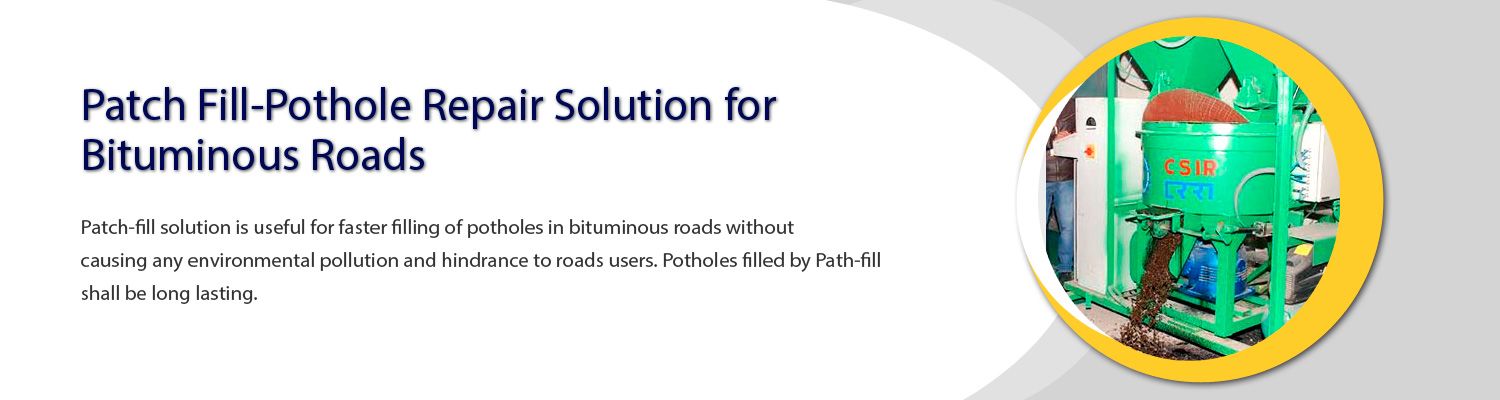 Patch Fill-Pothole Repair Solution for
Bituminous Roads
Patch-fill solution is useful for faster filling of potholes in bituminous roads without
causing any environmental pollution and hindrance to roads users. Potholes filled by Path-fill
shall be long lasting.
CSIR
CRRI